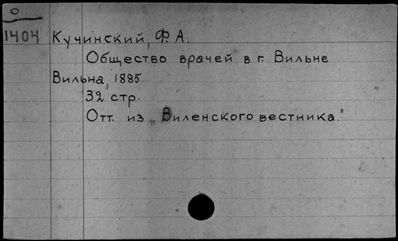 О
1404 Кучинский, Ф. А.
Общество врачей в г. Вильне
Вильна, 1885
32 стр.
Отт. из „Виленского вестника."